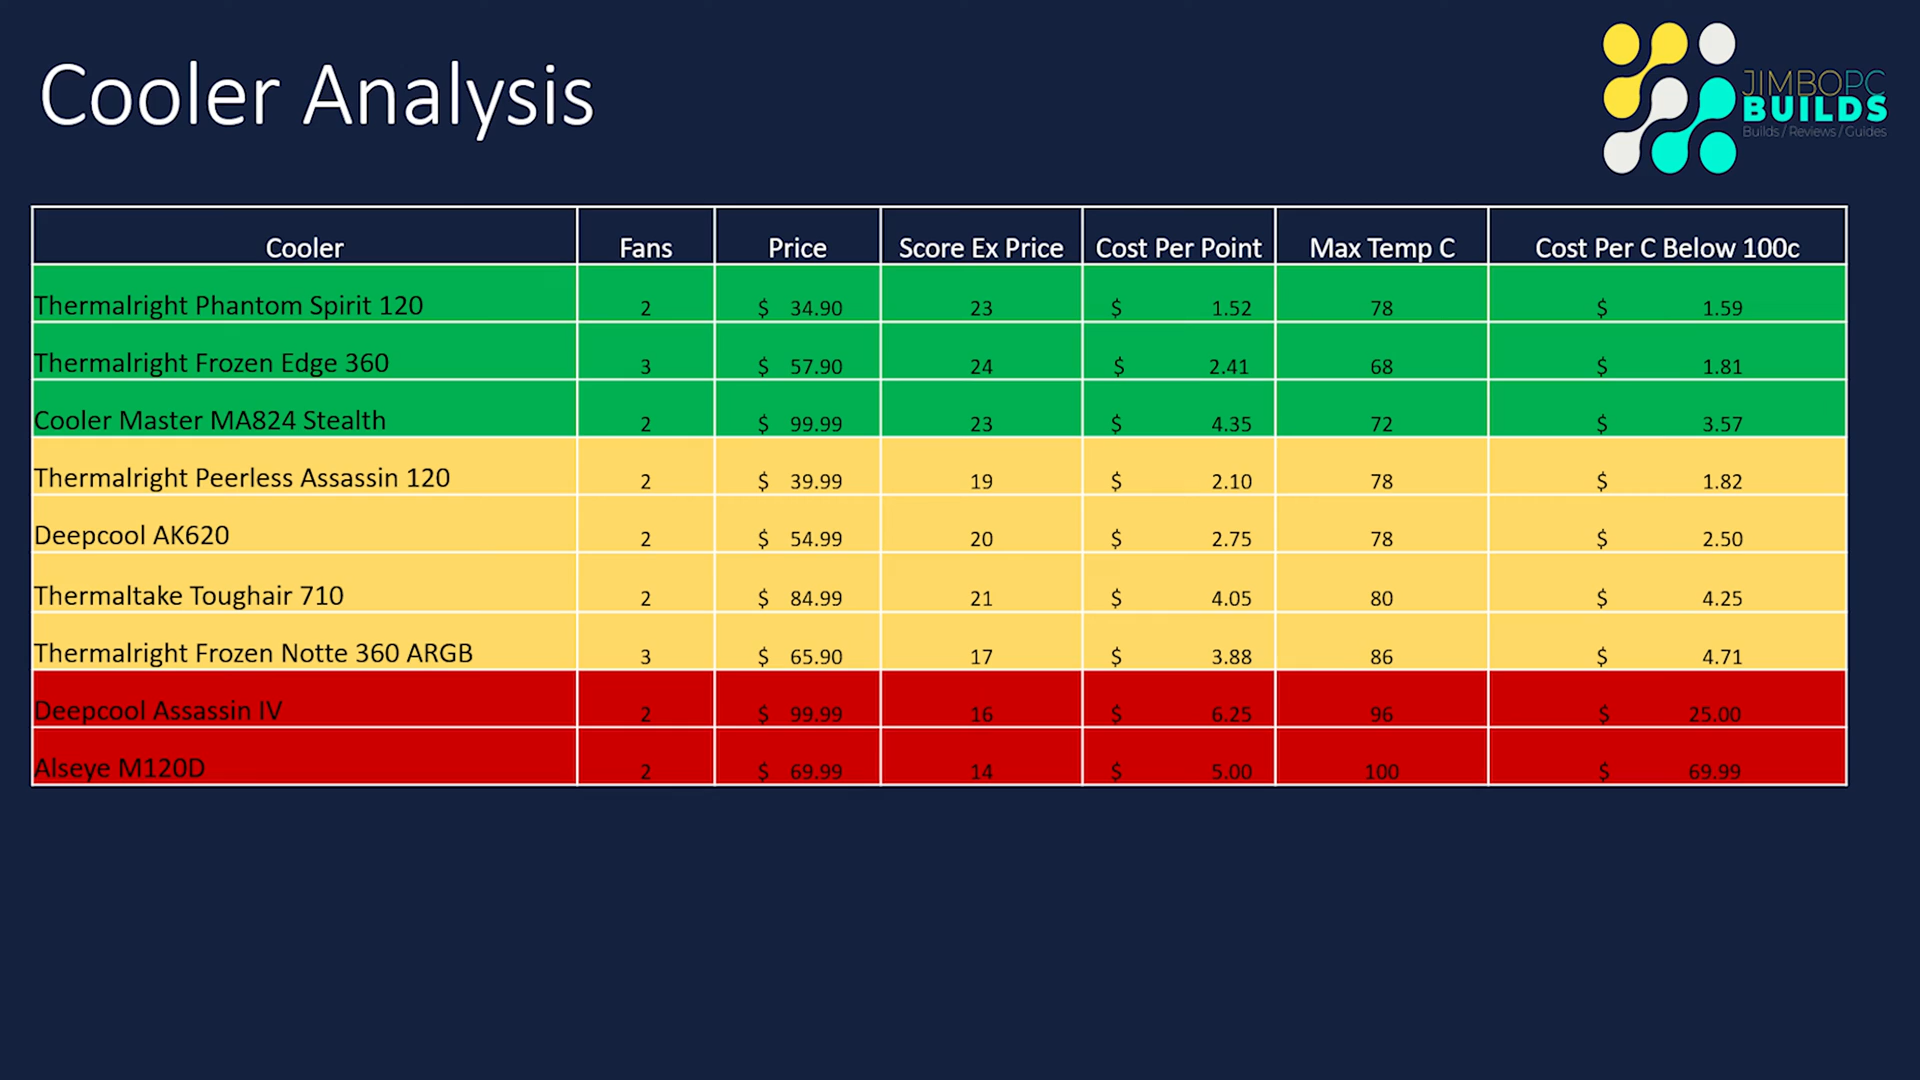 Cooler Analysis
JIMBOPC
BUILDS
Builds / Reviews / Guides
Cooler Fans Price Score Ex Price Cost Per Point Max Temp C Cost Per C Below 100c
Thermalright Phantom Spirit 120 2 $ 34.90 23 $ 1.52 78 $ 1.59
Thermalright Frozen Edge 360 3 $ 57.90 24 $ 2.41 68 $ 1.81
Cooler Master MA824 Stealth 2 $ 99.99 23 $ 4.35 72 $ 3.57
Thermalright Peerless Assassin 120 2 $ 39.99 19 $ 2.10 78 $ 1.82
Deepcool AK620 2 $ 54.99 20 $ 2.75 78 $ 2.50
Thermaltake Toughair 710 2 $ 84.99 21 $ 4.05 80 $ 4.25
Thermalright Frozen Notte 360 ARGB 3 $ 65.90 17 $ 3.88 86 $ 4.71
Deepcool Assassin IV 2 $ 99.99 16 $ 6.25 96 $ 25.00
Alseye M120D 2 $ 69.99 14 $ 5.00 100 $ 69.99